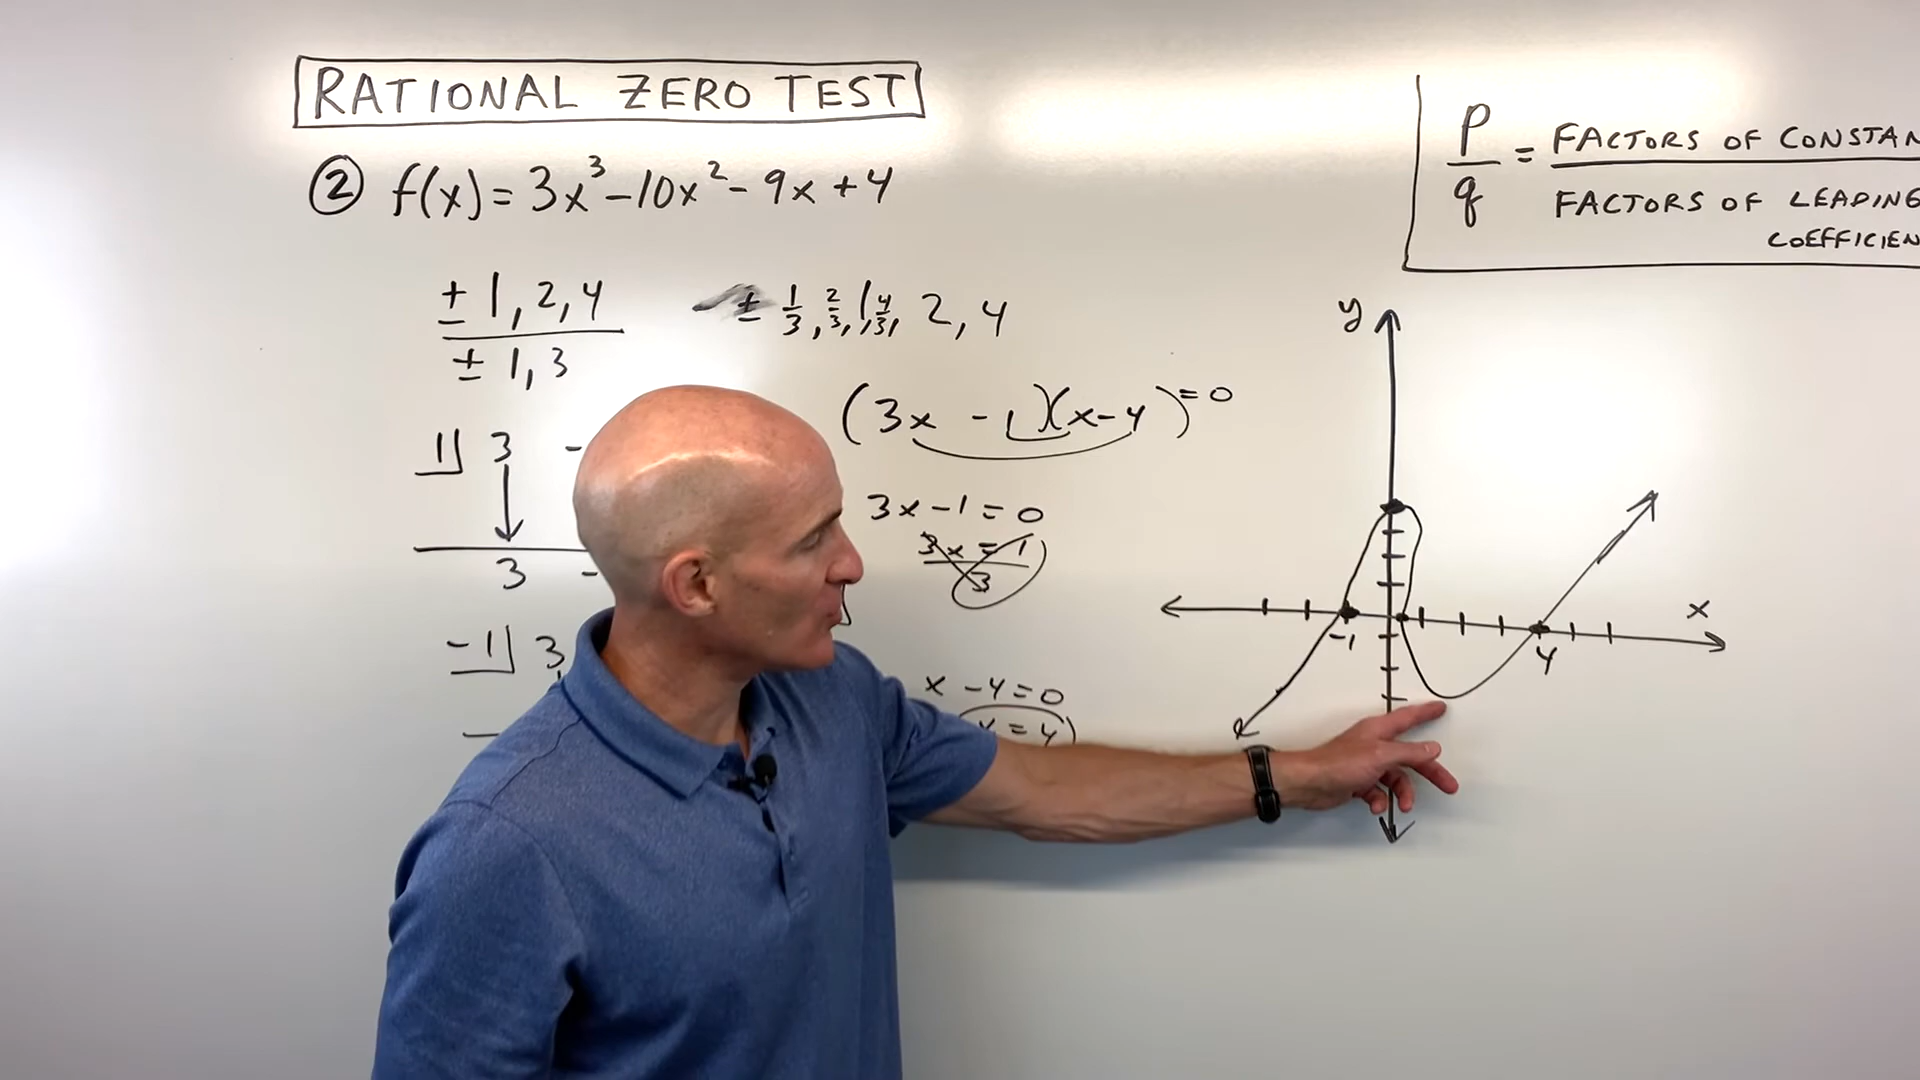 RATIONAL ZERO TEST
② f(x) = 3x³ - 10x² - 9x + 4
± 1, 2, 4
± 1, 3
± 1/3, 2/3, 1, 4/3, 2, 4
1⌋ 3 -
3 -
-1⌋ 3
(3x - 1)(x - 4) = 0
3x - 1 = 0
3x = 1
3
x - 4 = 0
x = 4
P/q = FACTORS OF CONSTAN
FACTORS OF LEADING
COEFFICIEN
y
x
-1
4